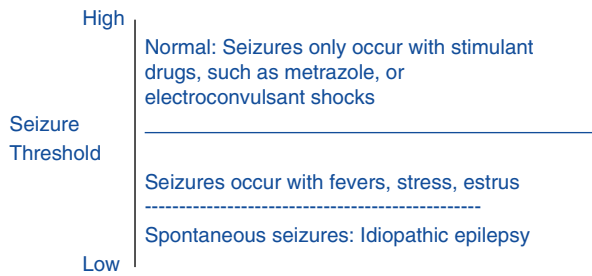 High
Normal: Seizures only occur with stimulant
drugs, such as metrazole, or
electroconvulsant shocks
Seizure
Threshold
Seizures occur with fevers, stress, estrus
Spontaneous seizures: Idiopathic epilepsy
Low